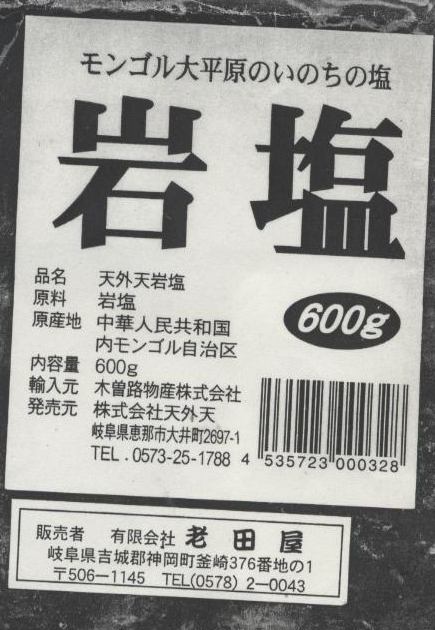 モンゴル大平原のいのちの塩
岩塩
品名 天外天岩塩
原料 岩塩
原産地 中華人民共和国
内モンゴル自治区
600g
内容量 600g
輸入元 木曽路物産株式会社
発売元 株式会社天外天
岐阜県恵那市大井町2697-1
TEL.0573-25-1788
4 535723 000328
販売者 有限会社 老田屋
岐阜県吉城郡神岡町釜崎376番地の1
〒506-1145 TEL(0578) 2-0043